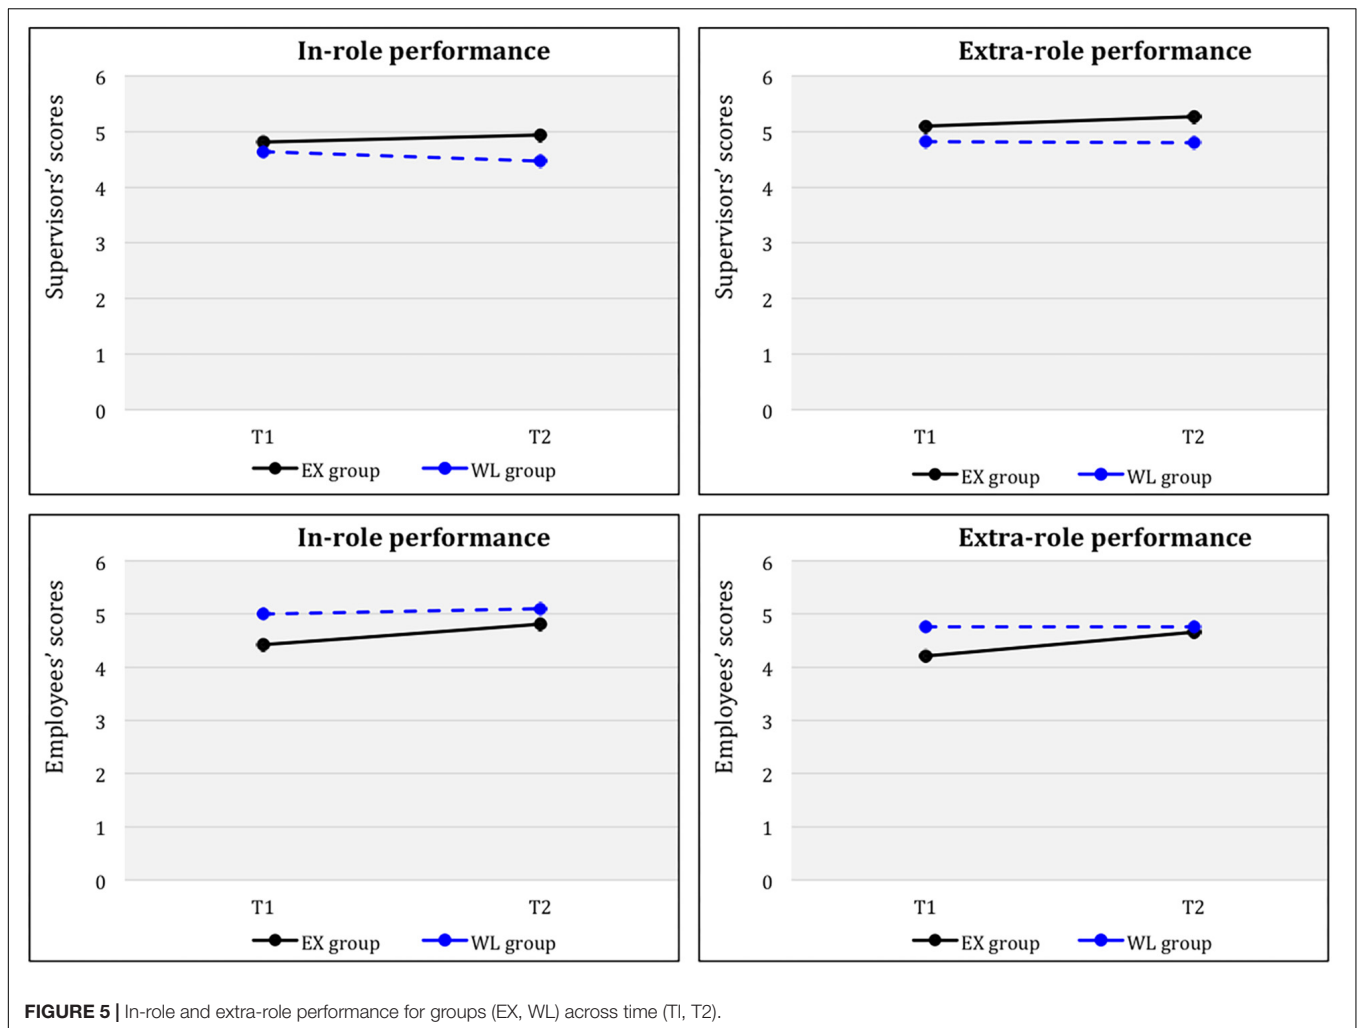 In-role performance
Supervisors' scores
6
5
4
3
2
1
0
T1 T2
EX group WL group
Extra-role performance
Supervisors' scores
6
5
4
3
2
1
0
T1 T2
EX group WL group
In-role performance
Employees' scores
6
5
4
3
2
1
0
T1 T2
EX group WL group
Extra-role performance
Employees' scores
6
5
4
3
2
1
0
T1 T2
EX group WL group
FIGURE 5 | In-role and extra-role performance for groups (EX, WL) across time (Tl, T2).